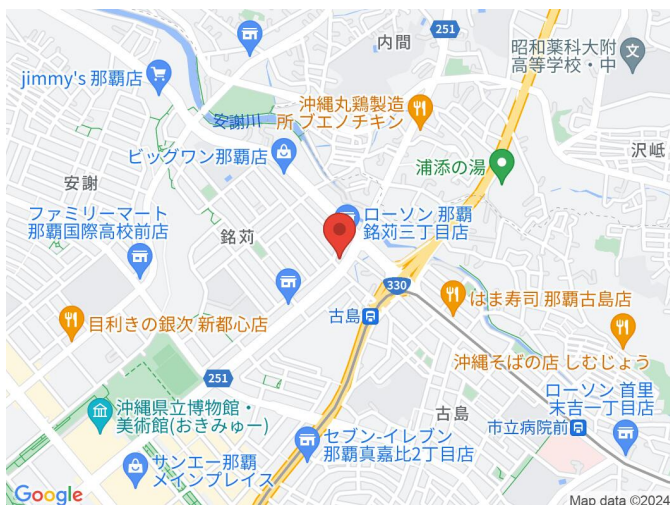 内間
251
昭和薬科大附
高等学校・中
jimmy's 那覇店
安謝川
沖縄丸鶏製造
所 ブエノチキン
沢岻
ビッグワン那覇店
浦添の湯
安謝
ファミリーマート
那覇国際高校前店
銘苅
ローソン 那覇
銘苅三丁目店
330
はま寿司 那覇古島店
古島
目利きの銀次 新都心店
沖縄そばの店 しむじょう
251
ローソン 首里
末吉一丁目店
沖縄県立博物館・
美術館(おきみゅー)
古島
市立病院前
セブン-イレブン
那覇真嘉比2丁目店
サンエー那覇
メインプレイス
Google
Map data ©2024